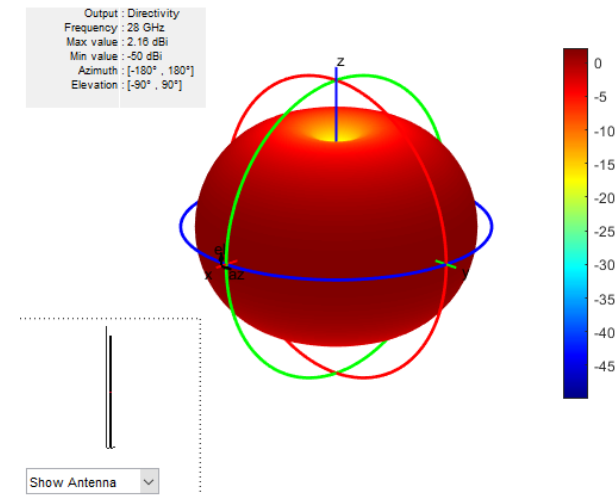 Output : Directivity
Frequency : 28 GHz
Max value : 2.16 dBi
Min value : -50 dBi
Azimuth : [-180° , 180°]
Elevation : [-90° , 90°]
z
x
az
y
0
-5
-10
-15
-20
-25
-30
-35
-40
-45
Show Antenna